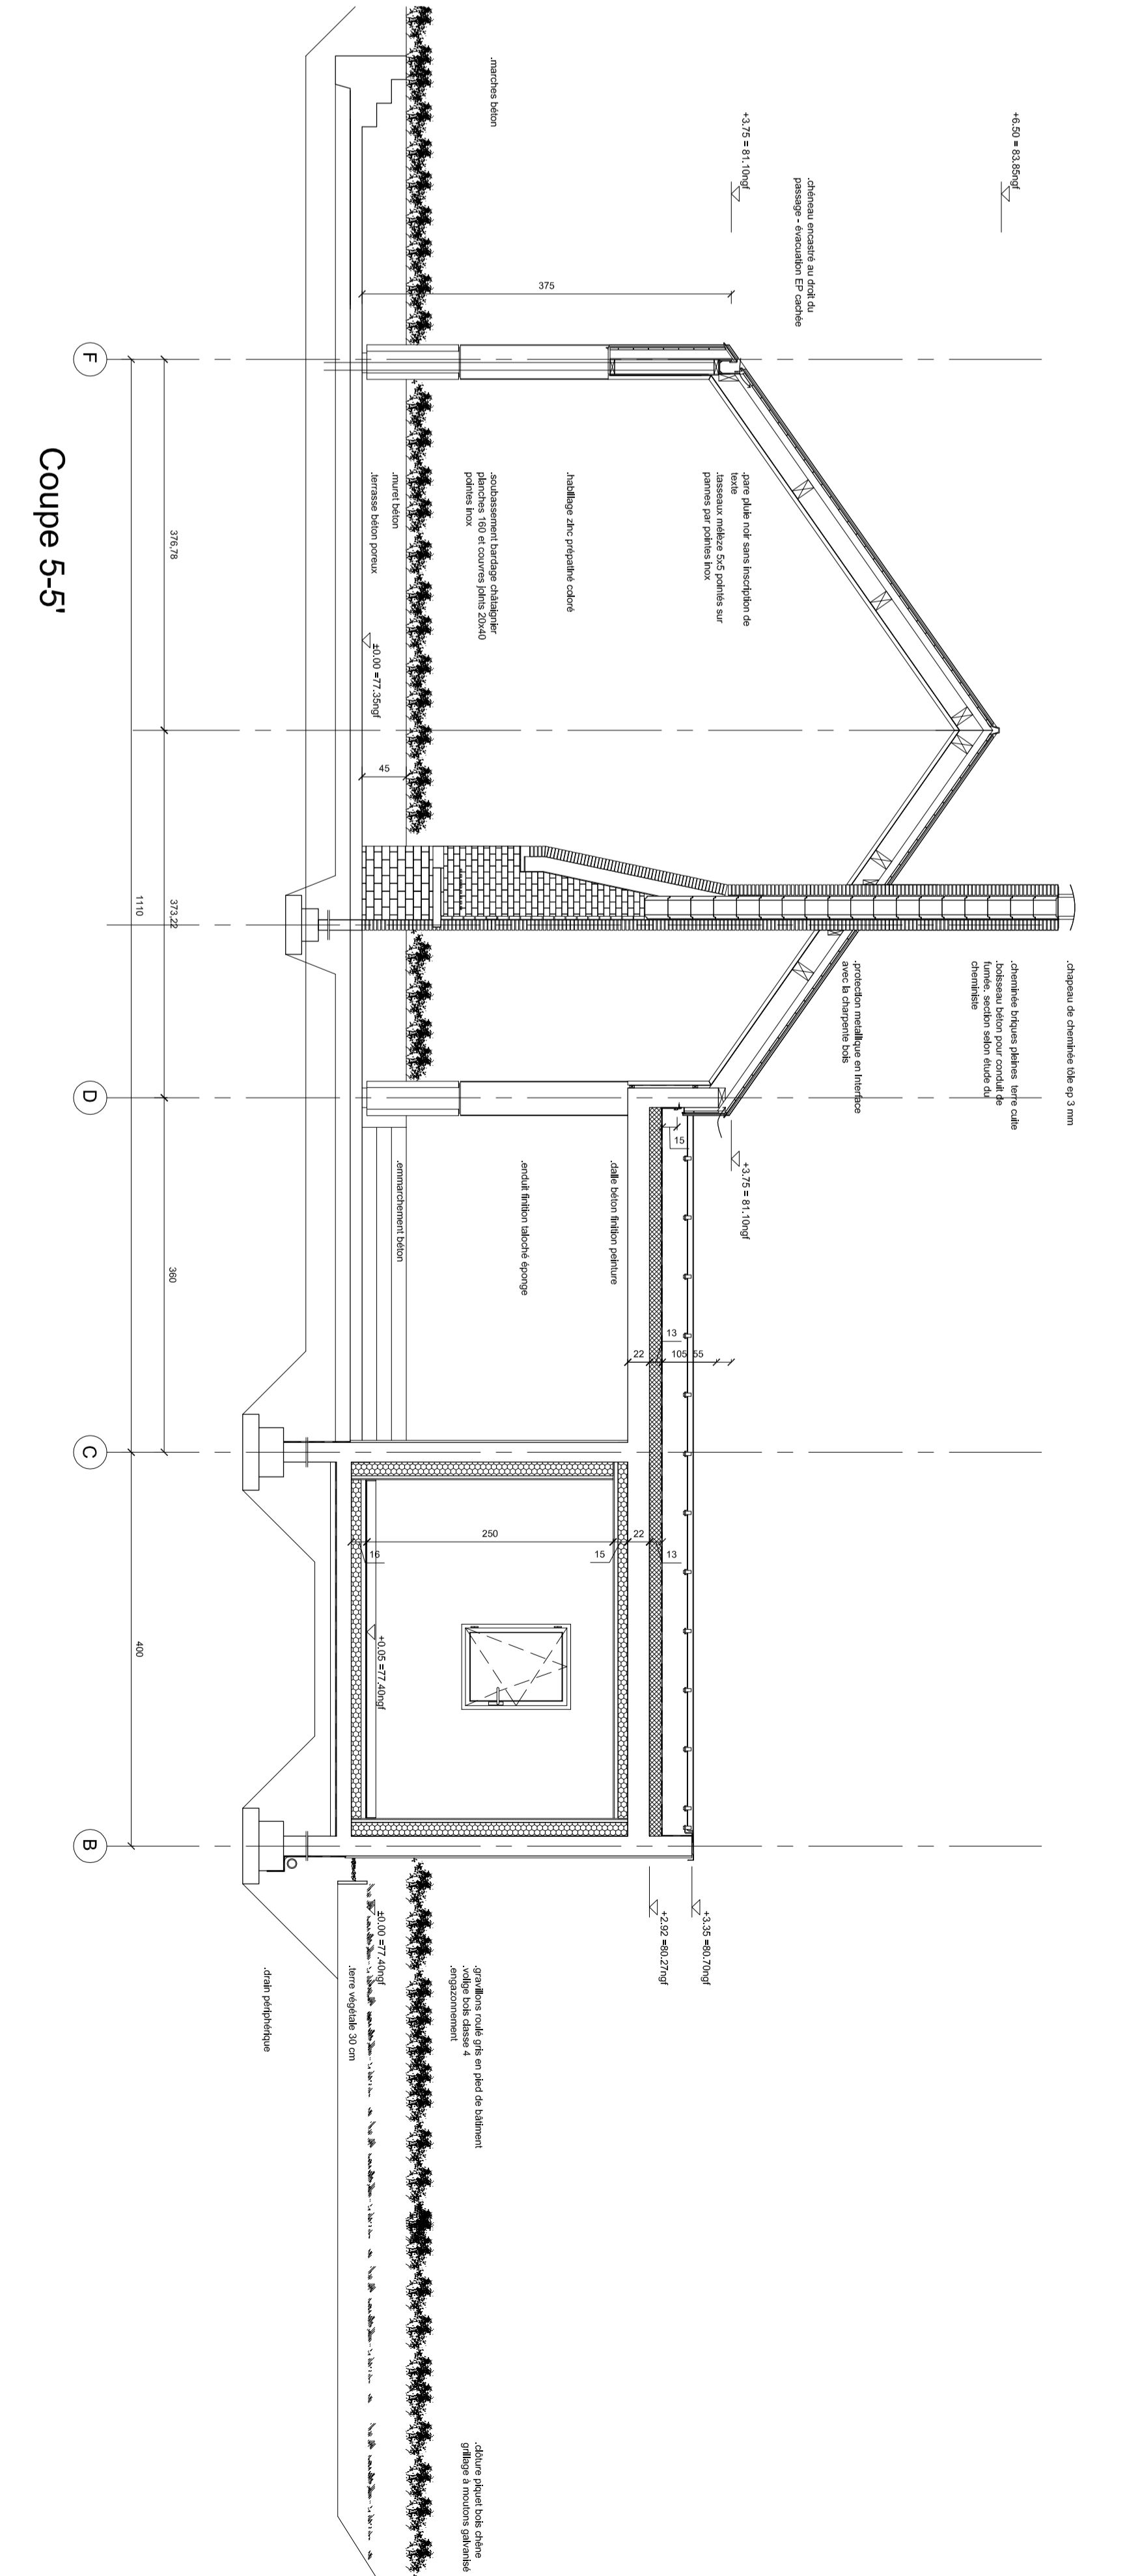 +6.50 = 83.85ngf
+3.75 = 81.10ngf
.chéneau encastré au droit du
passage - évacuation EP cachée
.marches béton
375
.pare pluie noir sans inscription de
texte
.tasseaux mélèze 5x5 pointés sur
pannes par pointes inox
.habillage zinc prépatiné coloré
.soubassement bardage châtaignier
planches 160 et couvres joints 20x40
pointes inox
.muret béton
.terrasse béton poreux
±0.00 =77.35ngf
45
.chapeau de cheminée tôle ep 3 mm
.cheminée briques pleines terre cuite
.boisseau béton pour conduit de
fumée, section selon étude du
cheministe
.protection metallique en interface
avec la charpente bois
+3.75 = 81.10ngf
15
.dalle béton finition peinture
.enduit finition taloché éponge
.emmarchement béton
13
22
105
55
250
16
15
22
13
+0.05 =77.40ngf
+3.35 =80.70ngf
+2.92 =80.27ngf
±0.00 =77.40ngf
.gravillons roulé gris en pied de bâtiment
.volige bois classe 4
.engazonnement
.terre végétale 30 cm
.drain périphérique
.clôture piquet bois chêne
grillage à moutons galvanisé
376,78
373,22
360
1110
400
F
D
C
B
Coupe 5-5'